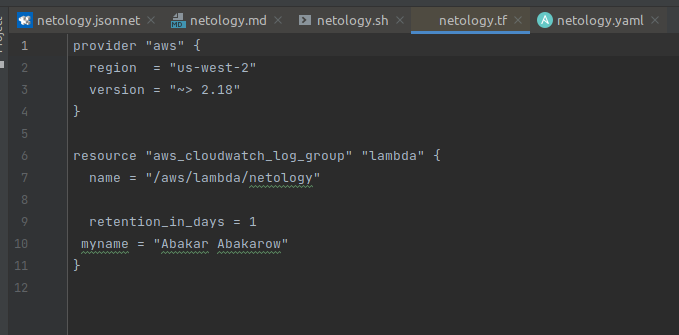 netology.jsonnet netology.md netology.sh netology.tf netology.yaml
MD
A
1 provider "aws" {
2 region = "us-west-2"
3 version = "~> 2.18"
4 }
5
6 resource "aws_cloudwatch_log_group" "lambda" {
7 name = "/aws/lambda/netology"
8
9 retention_in_days = 1
10 myname = "Abakar Abakarow"
11 }
12